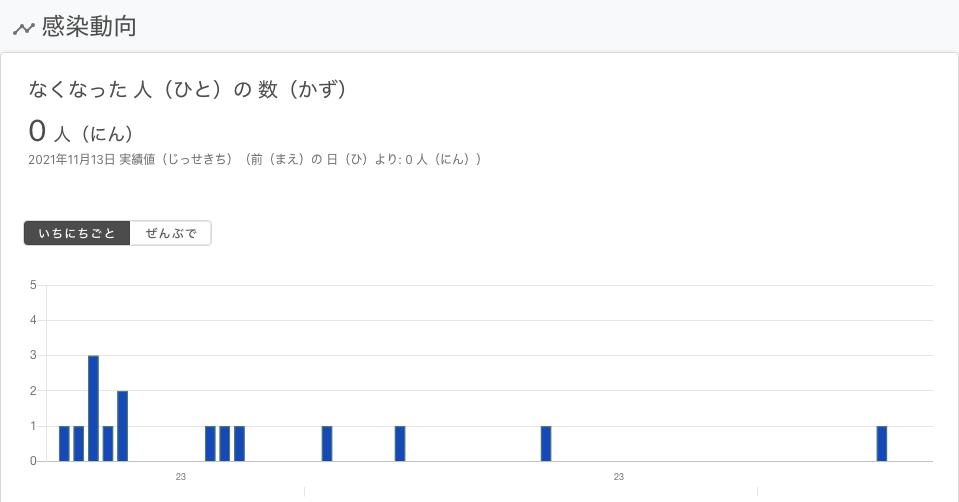 感染動向
なくなった 人（ひと）の 数（かず）
0 人（にん）
2021年11月13日 実績値（じっせきち）（前（まえ）の 日（ひ）より: 0 人（にん））
いちにちごと ぜんぶで
5
4
3
2
1
0
23 23